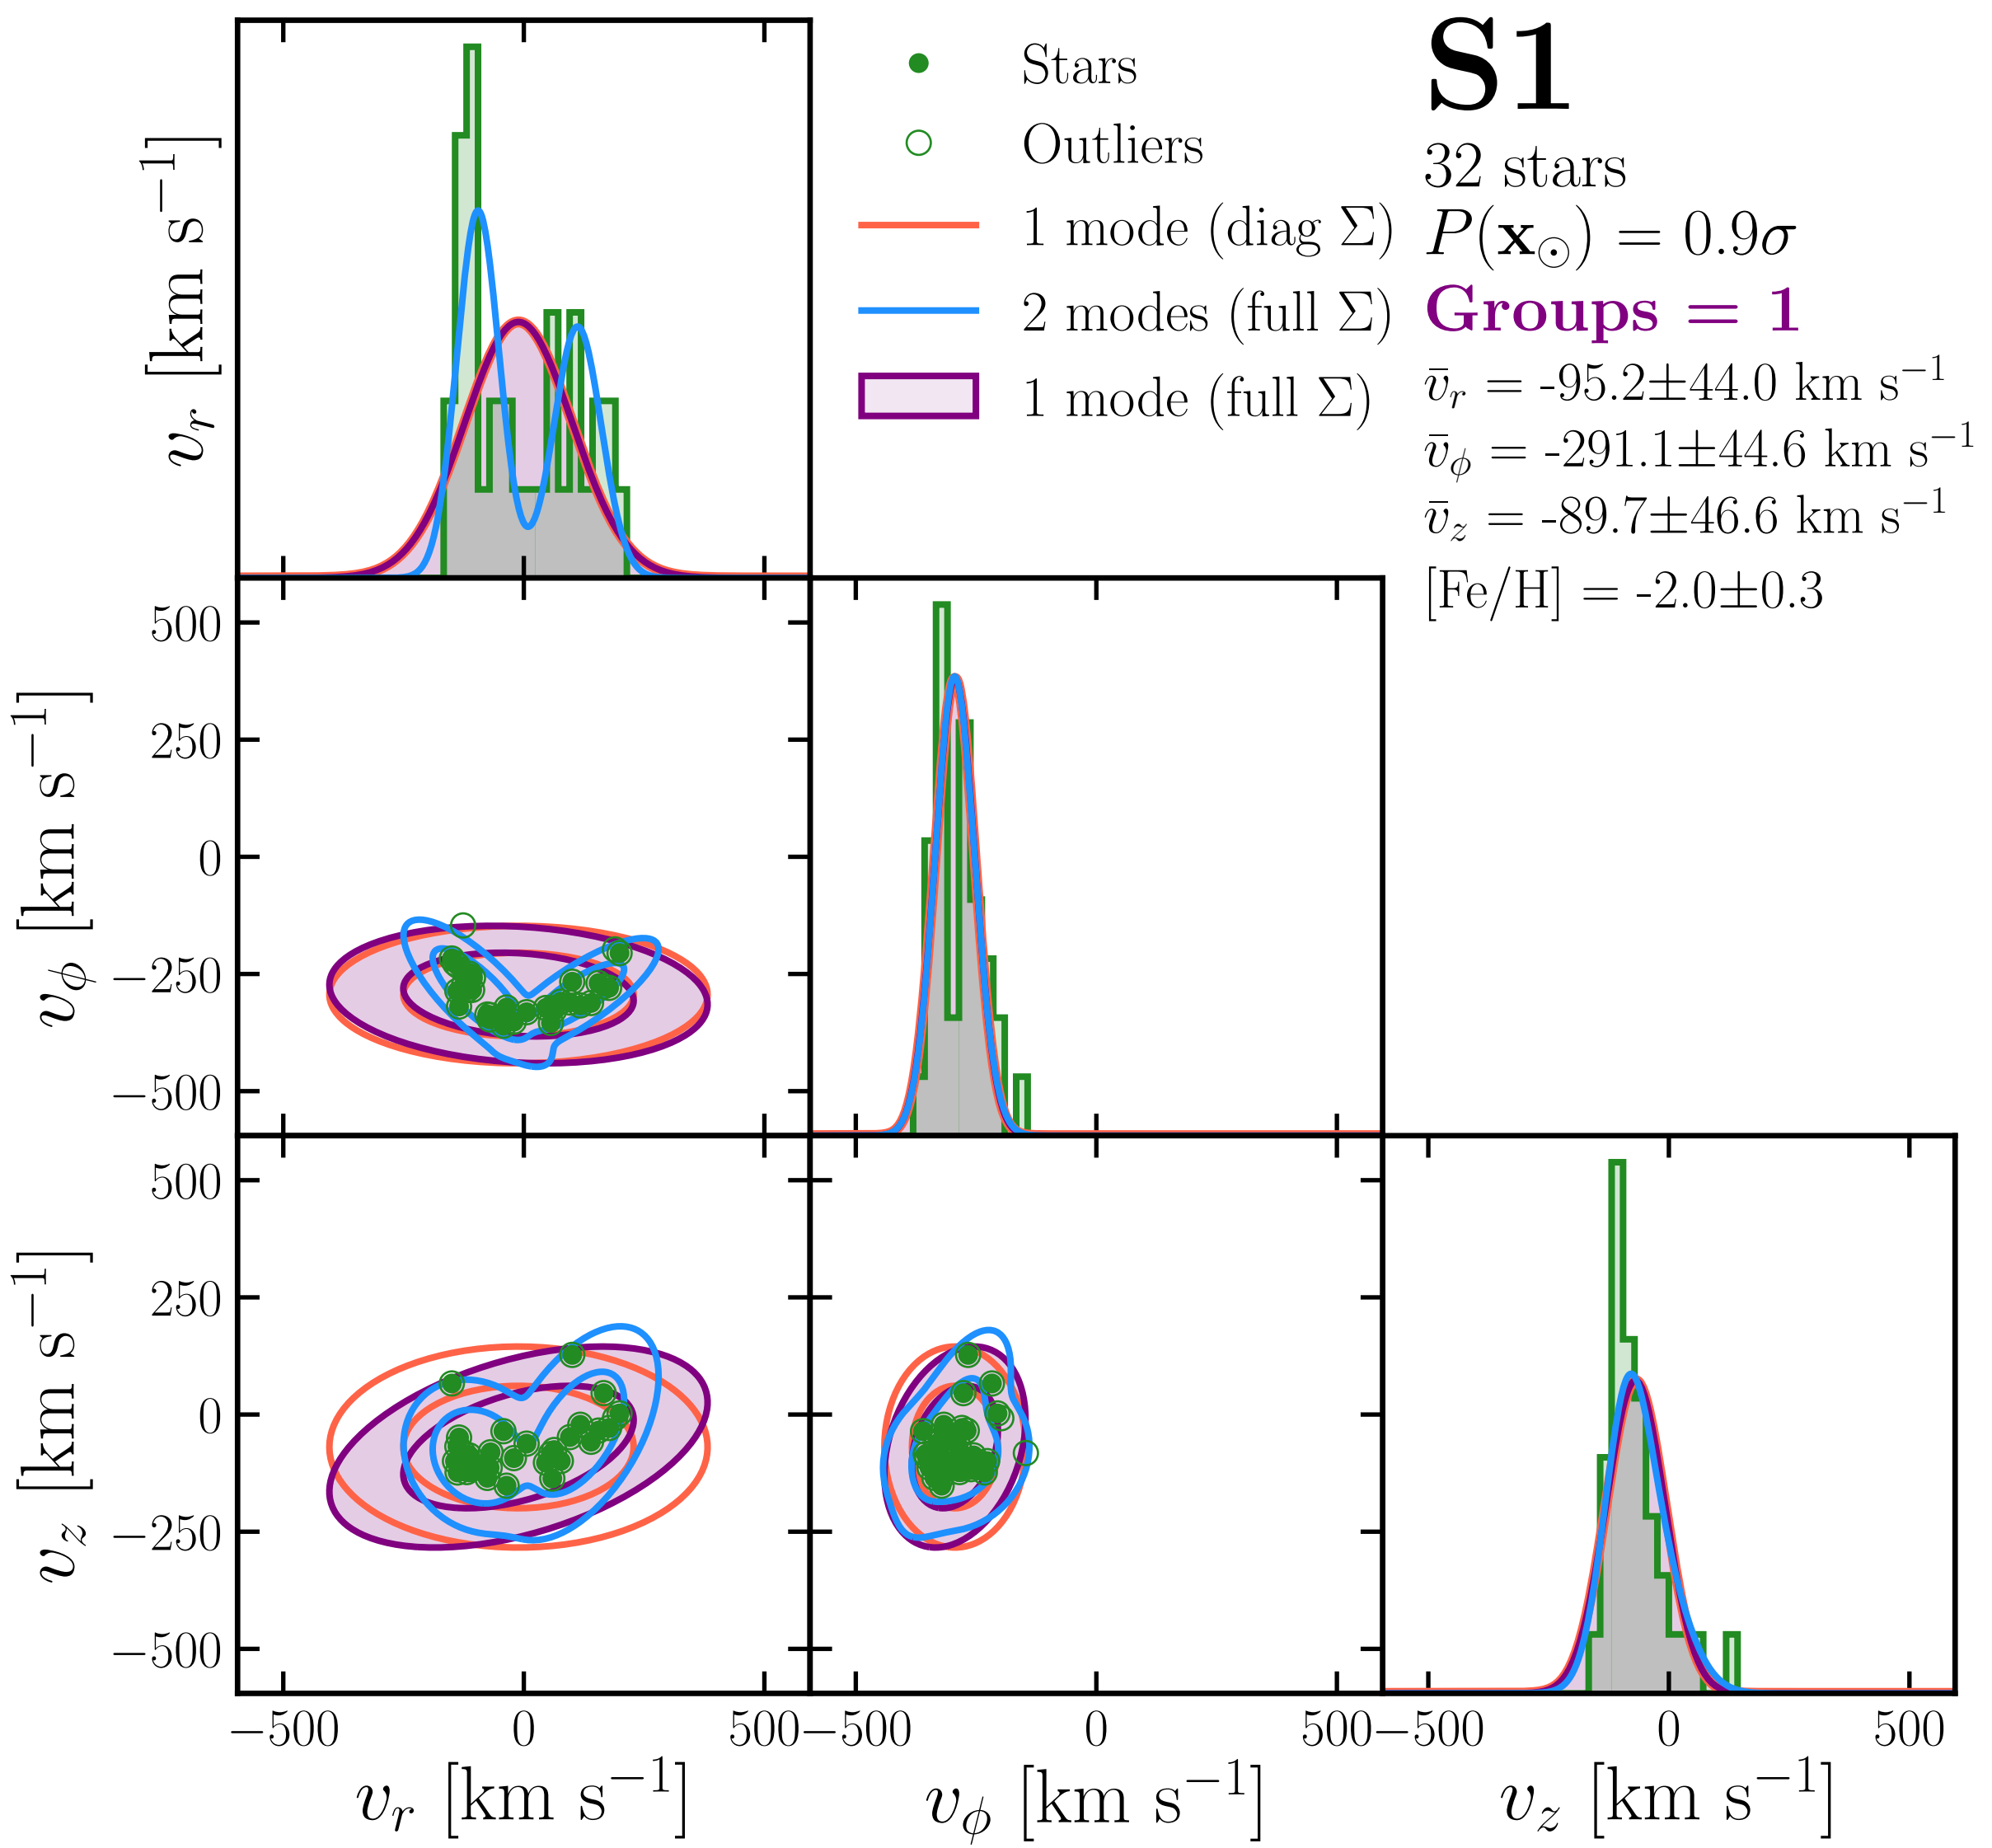 S1
32 stars
P(x⊙) = 0.9σ
Groups = 1
v̄r = -95.2±44.0 km s⁻¹
v̄ϕ = -291.1±44.6 km s⁻¹
v̄z = -89.7±46.6 km s⁻¹
[Fe/H] = -2.0±0.3
Stars
Outliers
1 mode (diag Σ)
2 modes (full Σ)
1 mode (full Σ)
vr [km s⁻¹]
500
250
0
−250
−500
vϕ [km s⁻¹]
500
250
0
−250
−500
vz [km s⁻¹]
−500 0 500
−500 0 500
−500 0 500
vr [km s⁻¹]
vϕ [km s⁻¹]
vz [km s⁻¹]